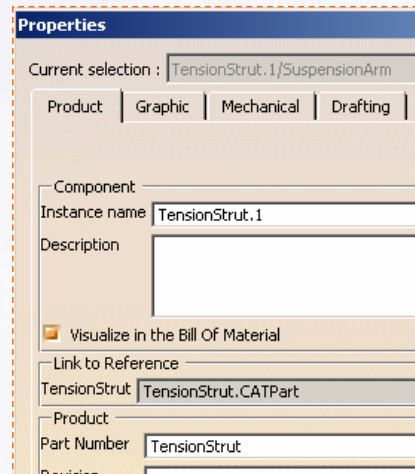 Properties
Current selection : TensionStrut.1/SuspensionArm
Product Graphic Mechanical Drafting
Component
Instance name TensionStrut.1
Description
Visualize in the Bill Of Material
Link to Reference
TensionStrut TensionStrut.CATPart
Product
Part Number TensionStrut
Revision